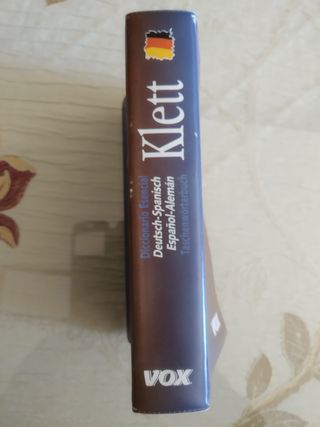 Klett
Diccionario Esencial
Deutsch-Spanisch
Español-Alemán
Taschenwörterbuch
VOX